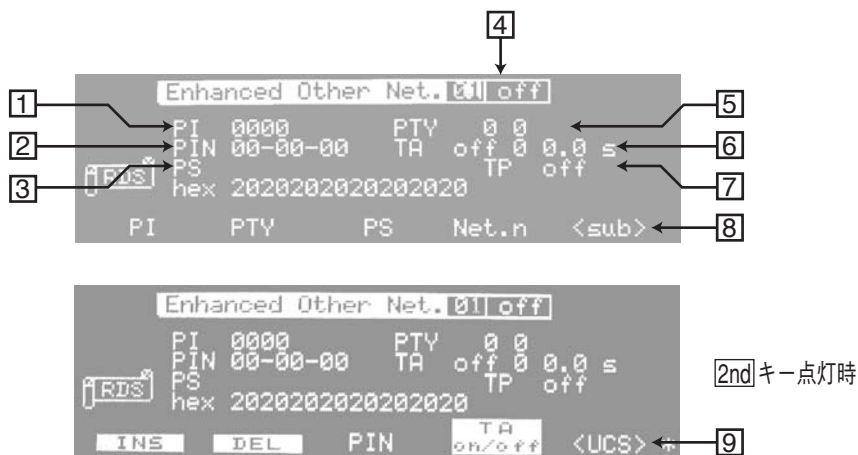 4
Enhanced Other Net. 01 off
1
PI 0000 PTY 0 0
5
2
PIN 00-00-00 TA off 0 0.0 s
6
3
PS TP off
7
RDS
hex 2020202020202020
PI PTY PS Net.n <sub>
8
Enhanced Other Net. 01 off
PI 0000 PTY 0 0
PIN 00-00-00 TA off 0 0.0 s
PS TP off
RDS
hex 2020202020202020
2nd キー点灯時
INS DEL PIN TA on/off <UCS> *
9